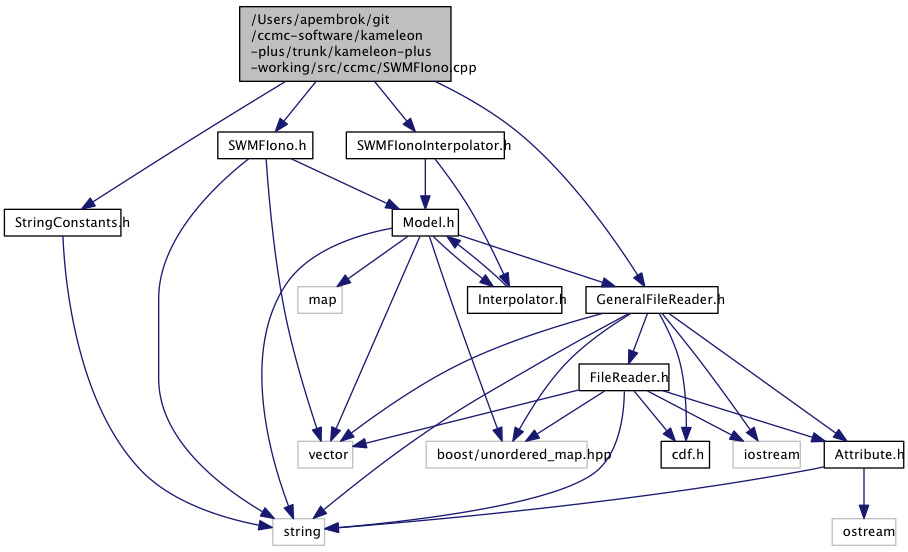 /Users/apembrok/git
/ccmc-software/kameleon
-plus/trunk/kameleon-plus
-working/src/ccmc/SWMFIono.cpp
SWMFIono.h
SWMFIonoInterpolator.h
StringConstants.h
Model.h
map
Interpolator.h
GeneralFileReader.h
FileReader.h
vector
boost/unordered_map.hpp
cdf.h
iostream
Attribute.h
string
ostream